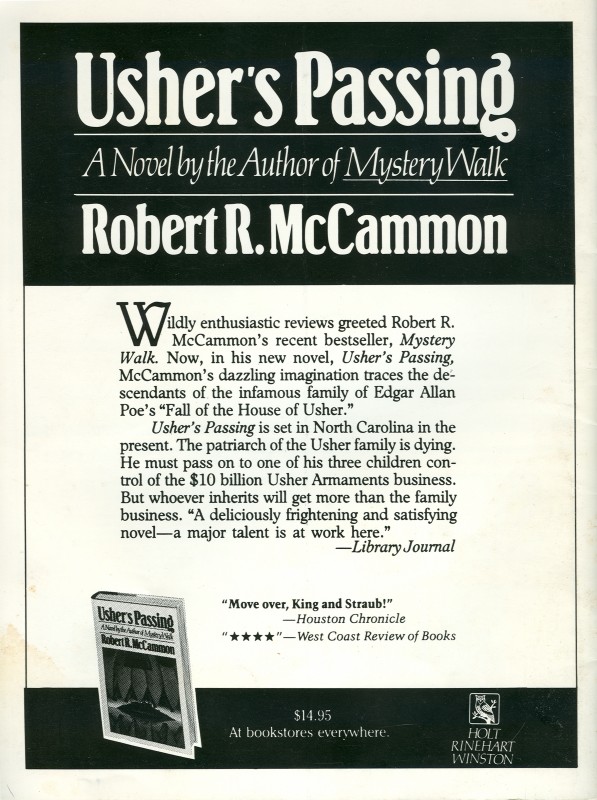 Usher's Passing
A Novel by the Author of Mystery Walk
Robert R. McCammon
Wildly enthusiastic reviews greeted Robert R.
McCammon's recent bestseller, Mystery
Walk. Now, in his new novel, Usher's Passing,
McCammon's dazzling imagination traces the de-
scendants of the infamous family of Edgar Allan
Poe's "Fall of the House of Usher."
Usher's Passing is set in North Carolina in the
present. The patriarch of the Usher family is dying.
He must pass on to one of his three children con-
trol of the $10 billion Usher Armaments business.
But whoever inherits will get more than the family
business. "A deliciously frightening and satisfying
novel—a major talent is at work here."
—Library Journal
"Move over, King and Straub!"
—Houston Chronicle
"★★★★"—West Coast Review of Books
Usher's Passing
A Novel by the Author of Mystery Walk
Robert R. McCammon
$14.95
At bookstores everywhere.
HOLT
RINEHART
WINSTON